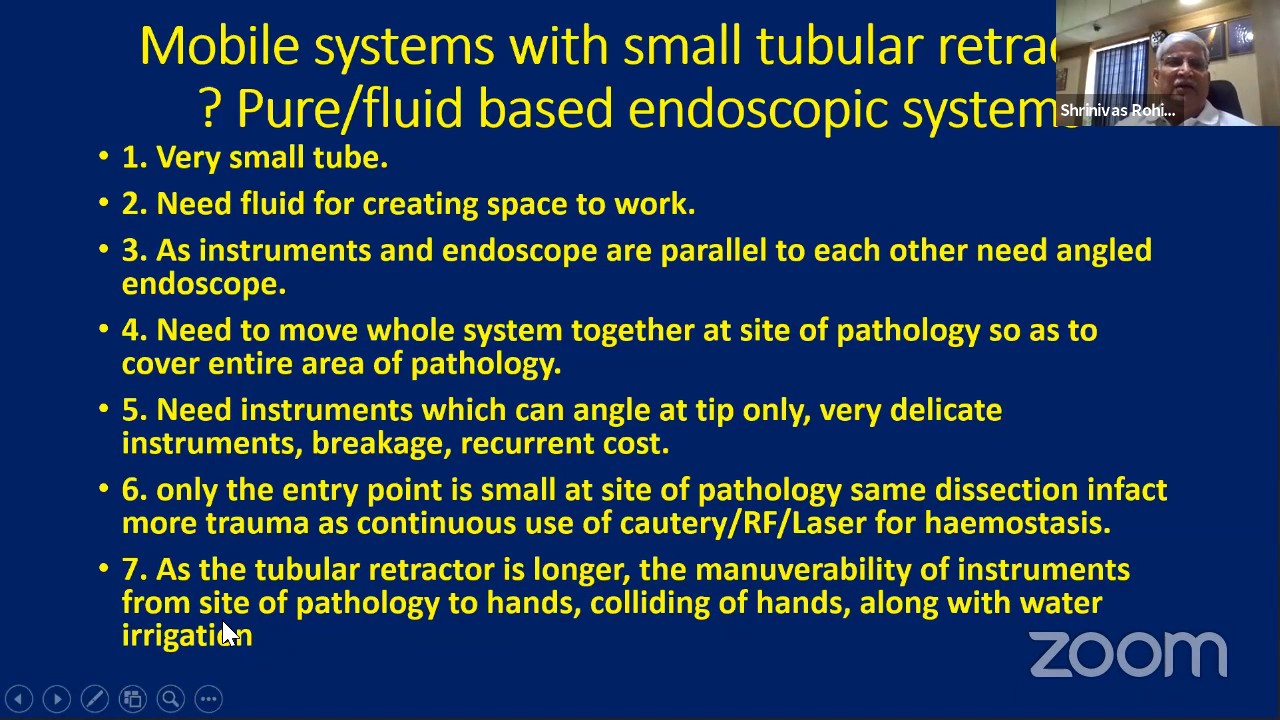 Mobile systems with small tubular retrac
? Pure/fluid based endoscopic systems
Shrinivas Rohi...
• 1. Very small tube.
• 2. Need fluid for creating space to work.
• 3. As instruments and endoscope are parallel to each other need angled
endoscope.
• 4. Need to move whole system together at site of pathology so as to
cover entire area of pathology.
• 5. Need instruments which can angle at tip only, very delicate
instruments, breakage, recurrent cost.
• 6. only the entry point is small at site of pathology same dissection infact
more trauma as continuous use of cautery/RF/Laser for haemostasis.
• 7. As the tubular retractor is longer, the manuverability of instruments
from site of pathology to hands, colliding of hands, along with water
irrigation
zoom